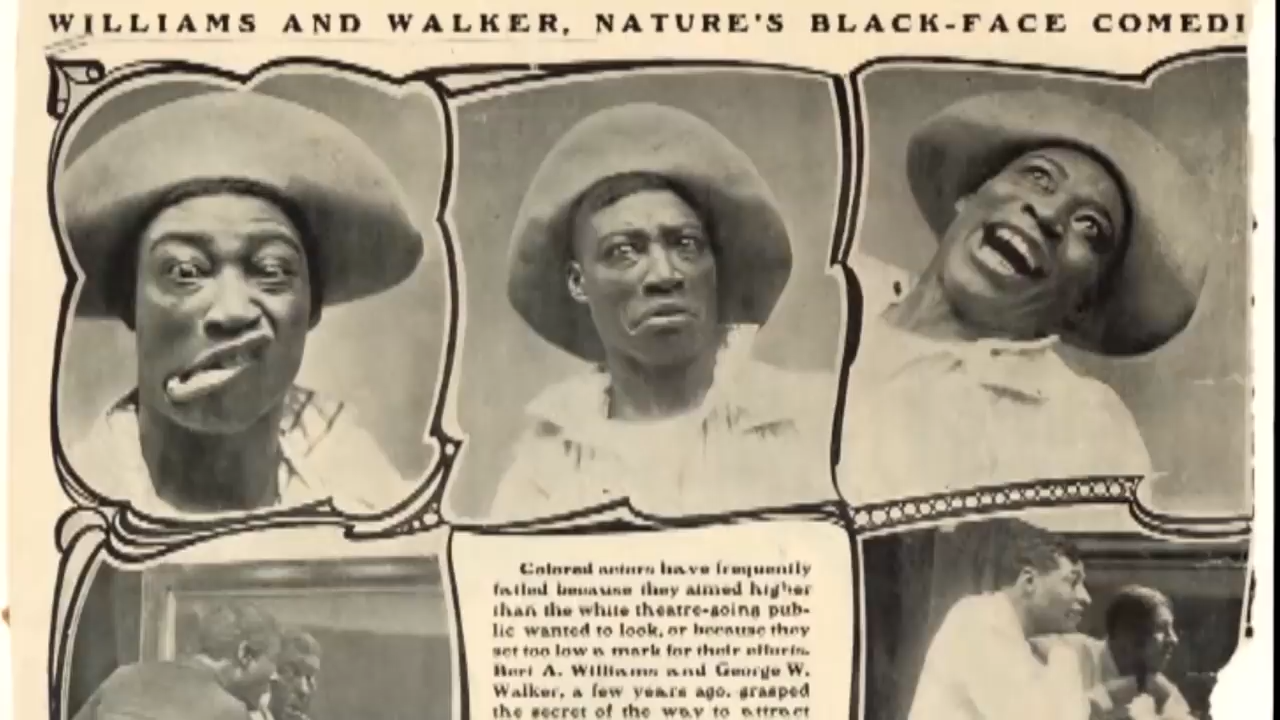 WILLIAMS AND WALKER, NATURE'S BLACK-FACE COMEDI
Colored actors have frequently
failed because they aimed higher
than the white theatre-going pub-
lic wanted to look, or because they
set too low a mark for their efforts.
Bert A. Williams and George W.
Walker, a few years ago, grasped
the secret of the way to attract